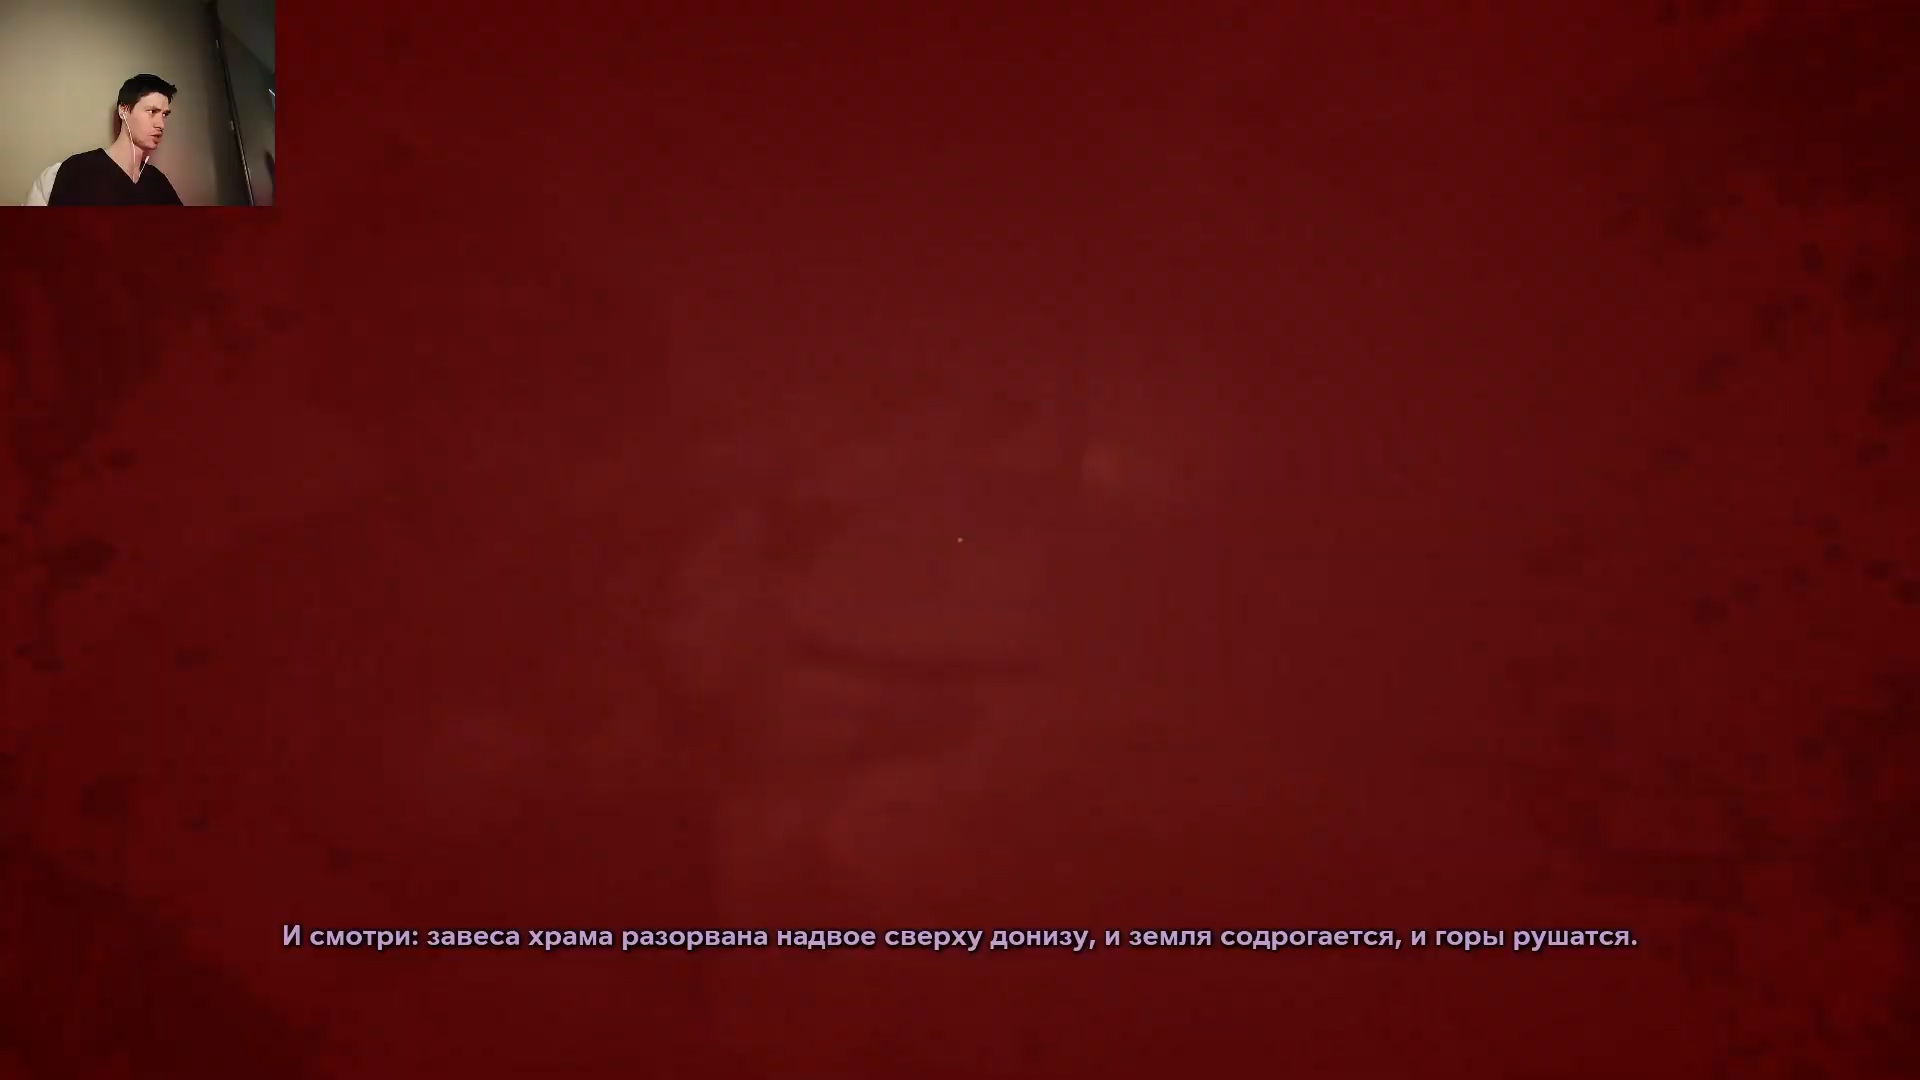 И смотри: завеса храма разорвана надвое сверху донизу, и земля содрогается, и горы рушатся.